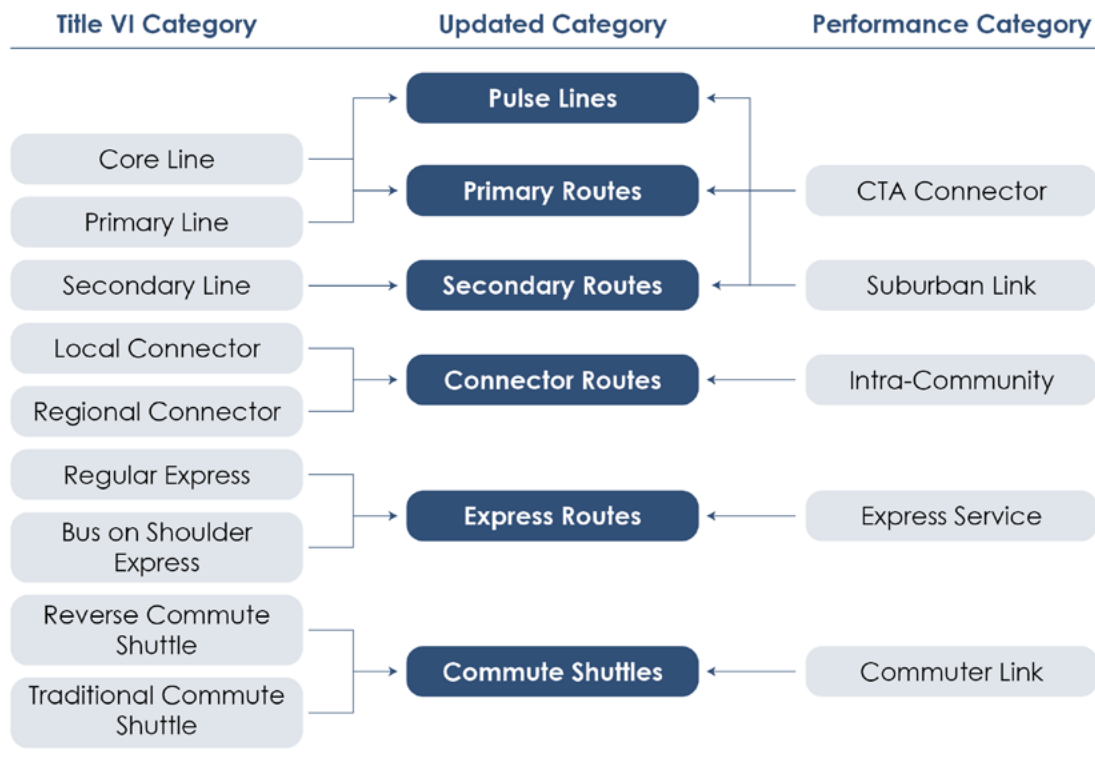 Title VI Category
Updated Category
Performance Category
Pulse Lines
Core Line
Primary Routes
CTA Connector
Primary Line
Secondary Line
Secondary Routes
Suburban Link
Local Connector
Connector Routes
Intra-Community
Regional Connector
Regular Express
Express Routes
Express Service
Bus on Shoulder
Express
Reverse Commute
Shuttle
Commute Shuttles
Commuter Link
Traditional Commute
Shuttle